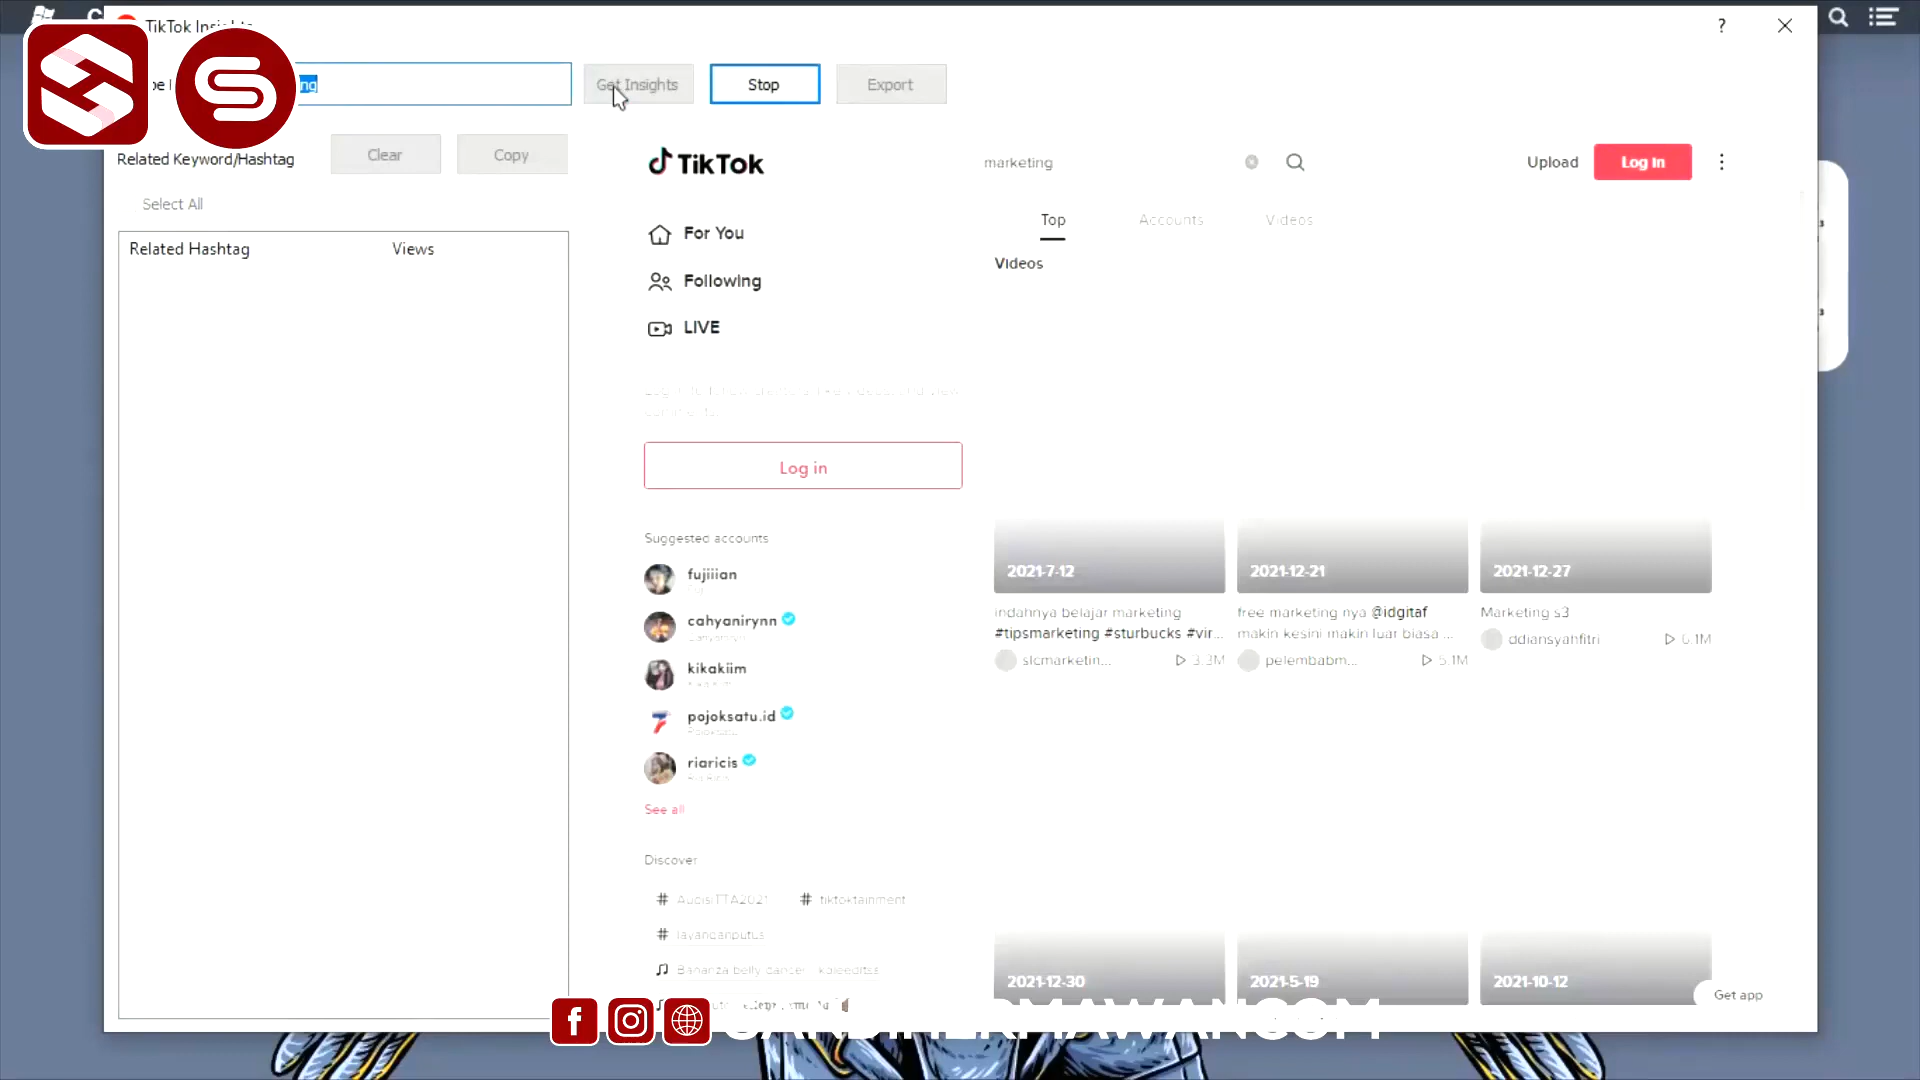 TikTok Insights
Get Insights
Stop
Export
Related Keyword/Hashtag
Clear
Copy
Select All
Related Hashtag
Views
TikTok
marketing
Upload
Log in
For You
Following
LIVE
Top
Accounts
Videos
Videos
Log in
Suggested accounts
fujiiian
cahyanirynn
kikakiim
pojoksatu.id
riaricis
See all
Discover
# AudisiTTA2021
# tiktoktainment
# layanganputus
2021-7-12
2021-12-21
2021-12-27
indahnya belajar marketing
#tipsmarketing #sturbucks #vir...
slcmarketin...
3.3M
free marketing nya @idgitaf
makin kesini makin luar biasa ...
pelembabm...
5.1M
Marketing s3
ddiansyahfitri
2021-12-30
2021-5-19
2021-10-12
Get app